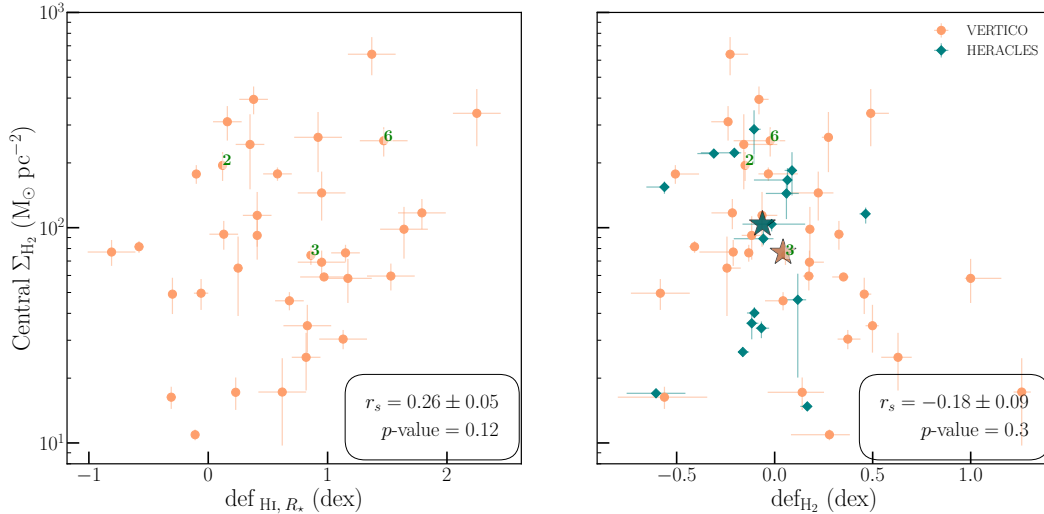 10³
10²
10¹
Central Σ_H₂ (M⊙ pc⁻²)
6
2
3
r_s = 0.26 ± 0.05
p-value = 0.12
−1 0 1 2
def HI, R⋆ (dex)
VERTICO
HERACLES
6
2
3
r_s = −0.18 ± 0.09
p-value = 0.3
−0.5 0.0 0.5 1.0
def_H₂ (dex)